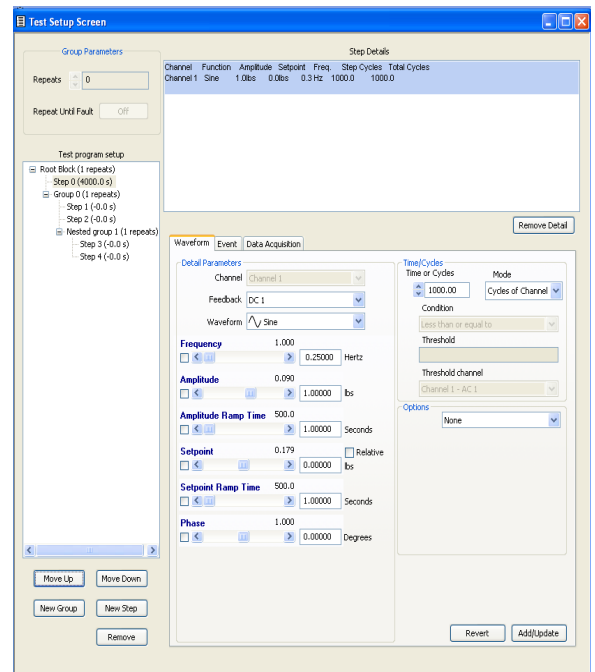 Test Setup Screen
Group Parameters
Repeats 0
Repeat Until Fault Off
Test program setup
Root Block (1 repeats)
Step 0 (4000.0 s)
Group 0 (1 repeats)
Step 1 (-0.0 s)
Step 2 (-0.0 s)
Nested group 1 (1 repeats)
Step 3 (-0.0 s)
Step 4 (-0.0 s)
Move Up Move Down
New Group New Step
Remove
Step Details
Channel Function Amplitude Setpoint Freq. Step Cycles Total Cycles
Channel 1 Sine 1.0lbs 0.0lbs 0.3 Hz 1000.0 1000.0
Remove Detail
Waveform Event Data Acquisition
Detail Parameters
Channel Channel 1
Feedback DC 1
Waveform Sine
Frequency 1.000
0.25000 Hertz
Amplitude 0.090
1.00000 lbs
Amplitude Ramp Time 500.0
1.00000 Seconds
Setpoint 0.179 Relative
0.00000 lbs
Setpoint Ramp Time 500.0
1.00000 Seconds
Phase 1.000
0.00000 Degrees
Time/Cycles
Time or Cycles Mode
1000.00 Cycles of Channel
Condition
Less than or equal to
Threshold
Threshold channel
Channel 1 - AC 1
Options
None
Revert Add/Update